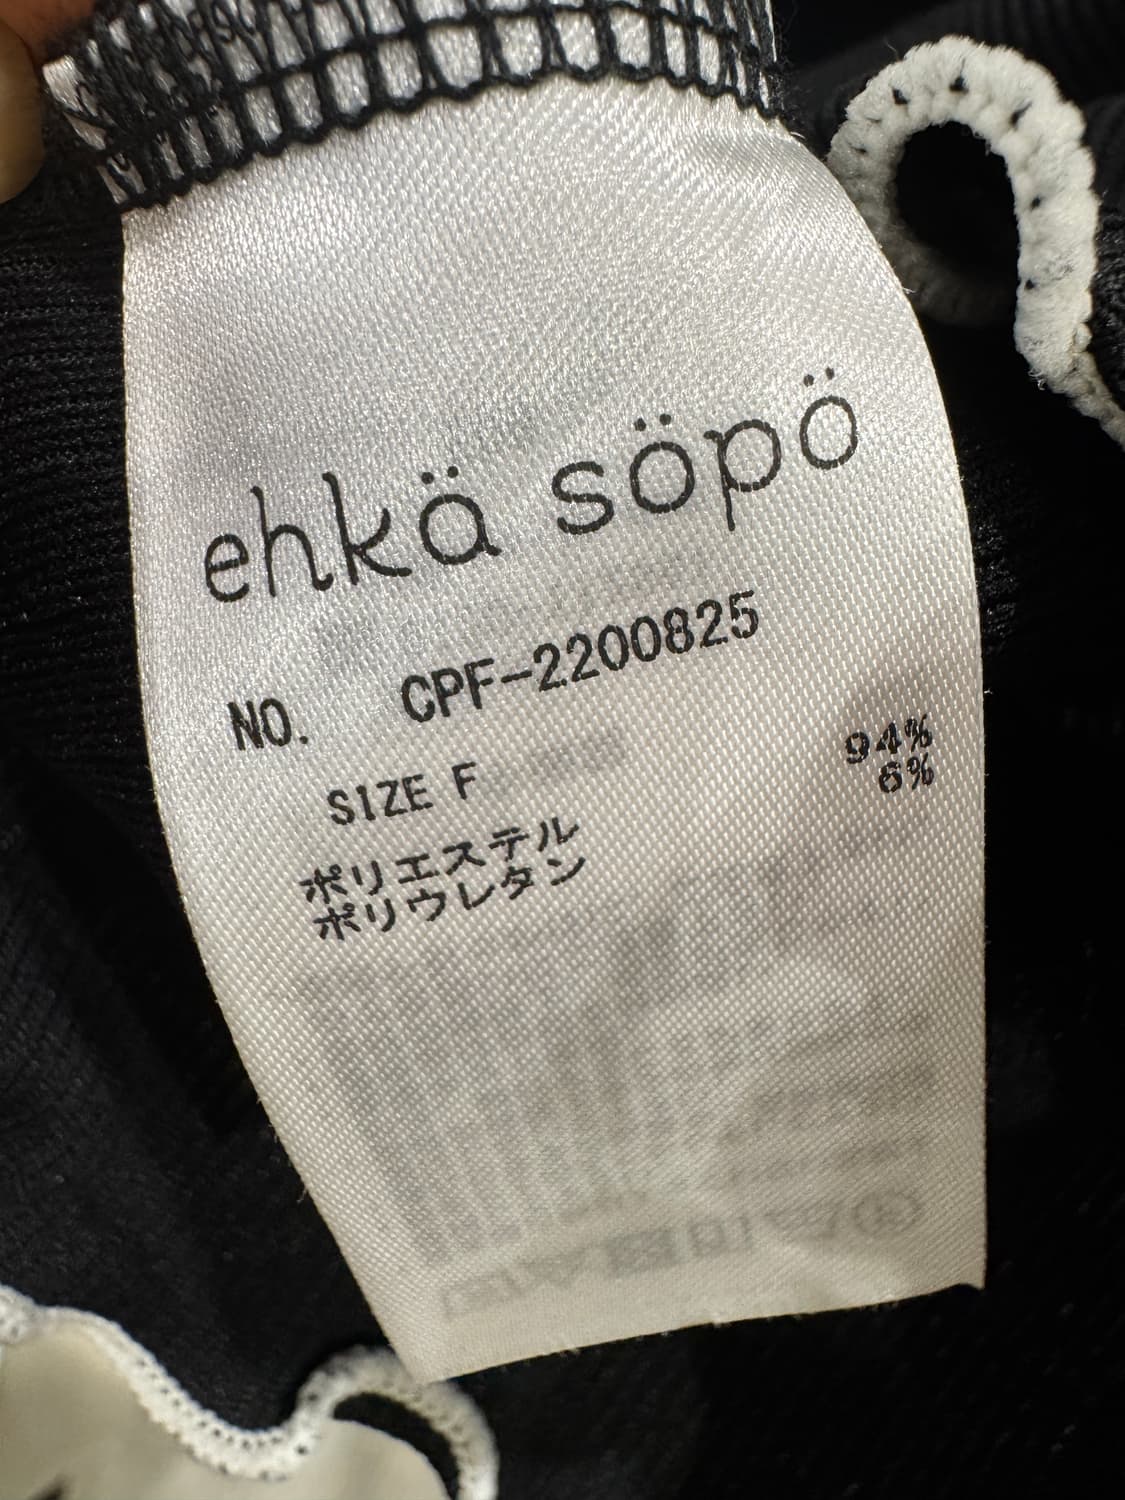 ehkä söpö
NO. CPF-2200825
SIZE F
ポリエステル 94%
ポリウレタン 6%